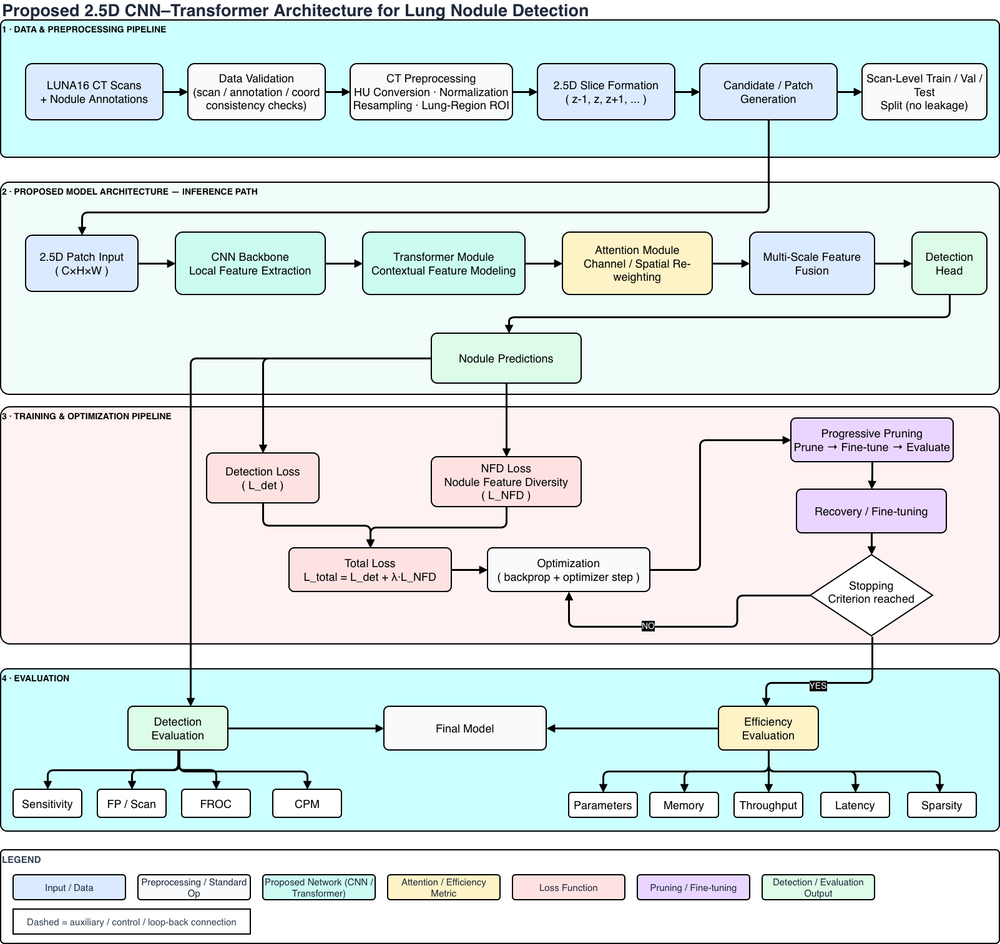 Proposed 2.5D CNN–Transformer Architecture for Lung Nodule Detection
1 · DATA & PREPROCESSING PIPELINE
LUNA16 CT Scans
+ Nodule Annotations
Data Validation
(scan / annotation / coord
consistency checks)
CT Preprocessing
HU Conversion · Normalization
Resampling · Lung-Region ROI
2.5D Slice Formation
( z-1, z, z+1, ... )
Candidate / Patch
Generation
Scan-Level Train / Val /
Test
Split (no leakage)
2 · PROPOSED MODEL ARCHITECTURE — INFERENCE PATH
2.5D Patch Input
( C×H×W )
CNN Backbone
Local Feature Extraction
Transformer Module
Contextual Feature Modeling
Attention Module
Channel / Spatial Re-
weighting
Multi-Scale Feature
Fusion
Detection
Head
Nodule Predictions
3 · TRAINING & OPTIMIZATION PIPELINE
Detection Loss
( L_det )
NFD Loss
Nodule Feature Diversity
( L_NFD )
Progressive Pruning
Prune → Fine-tune → Evaluate
Recovery / Fine-tuning
Total Loss
L_total = L_det + λ·L_NFD
Optimization
( backprop + optimizer step )
Stopping
Criterion reached
NO
4 · EVALUATION
YES
Detection
Evaluation
Final Model
Efficiency
Evaluation
Sensitivity
FP / Scan
FROC
CPM
Parameters
Memory
Throughput
Latency
Sparsity
LEGEND
Input / Data
Preprocessing / Standard
Op
Proposed Network (CNN /
Transformer)
Attention / Efficiency
Metric
Loss Function
Pruning / Fine-tuning
Detection / Evaluation
Output
Dashed = auxiliary / control / loop-back connection